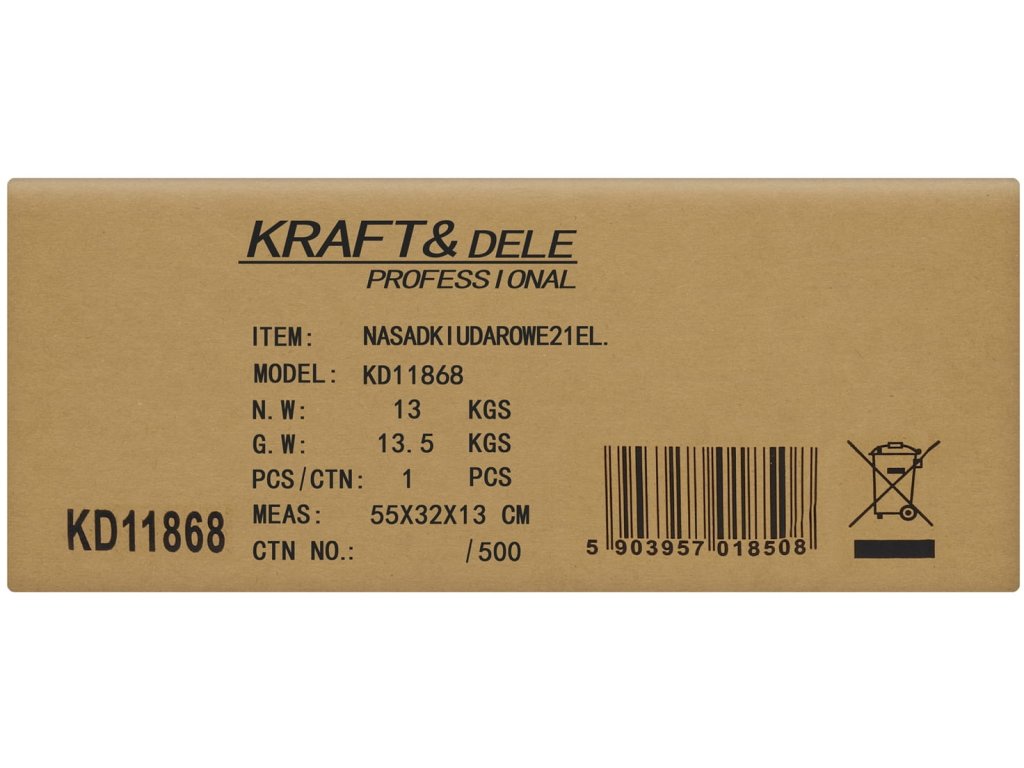 KRAFT& DELE
PROFESSIONAL
ITEM: NASADKIUDAROWE21EL.
MODEL: KD11868
N.W: 13 KGS
G.W: 13.5 KGS
PCS/CTN: 1 PCS
MEAS: 55X32X13 CM
CTN NO.: /500
KD11868
5 903957 018508